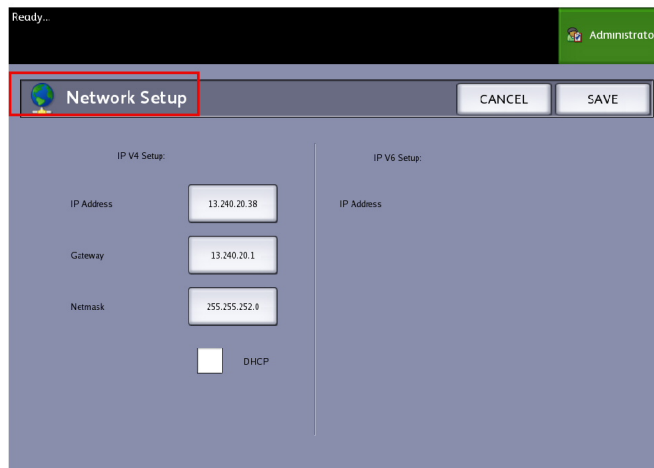 Ready...
Administrato
Network Setup
CANCEL
SAVE
IP V4 Setup:
IP V6 Setup:
IP Address
13.240.20.38
IP Address
Gateway
13.240.20.1
Netmask
255.255.252.0
DHCP